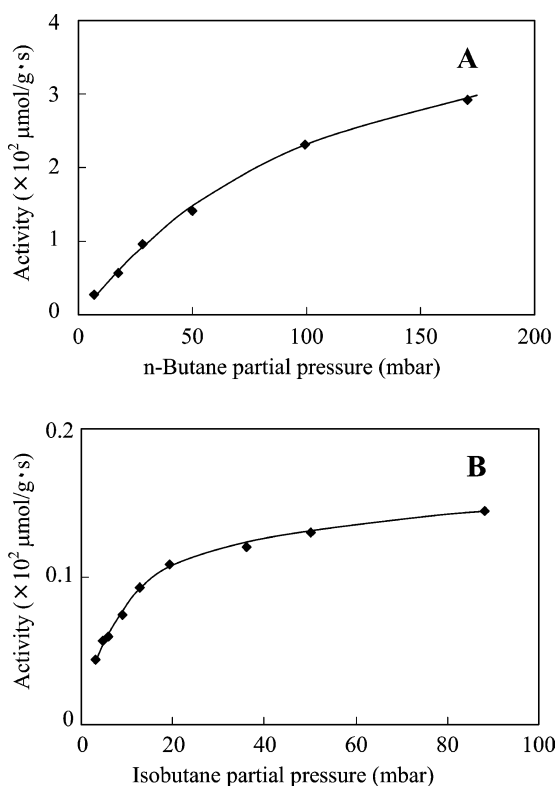 A
4
3
2
1
0
0 50 100 150 200
Activity (×10² μmol/g·s)
n-Butane partial pressure (mbar)
B
0.2
0.1
0
0 20 40 60 80 100
Activity (×10² μmol/g·s)
Isobutane partial pressure (mbar)